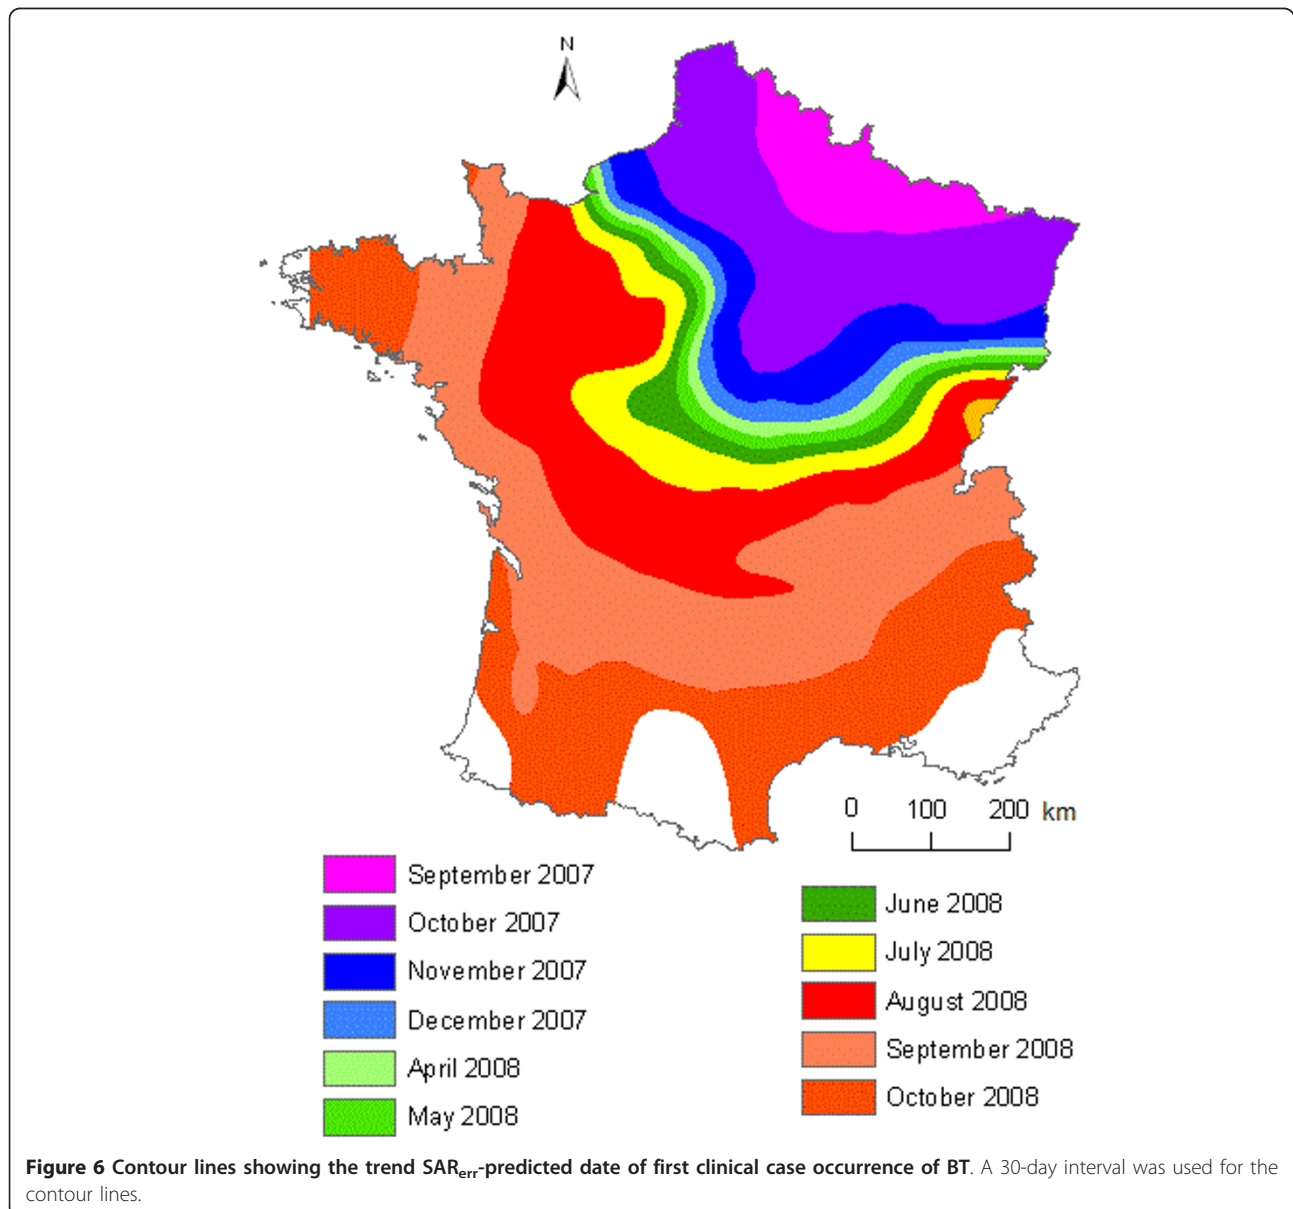 N
0 100 200 km
September 2007
October 2007
November 2007
December 2007
April 2008
May 2008
June 2008
July 2008
August 2008
September 2008
October 2008
Figure 6 Contour lines showing the trend SARerr-predicted date of first clinical case occurrence of BT. A 30-day interval was used for the
contour lines.